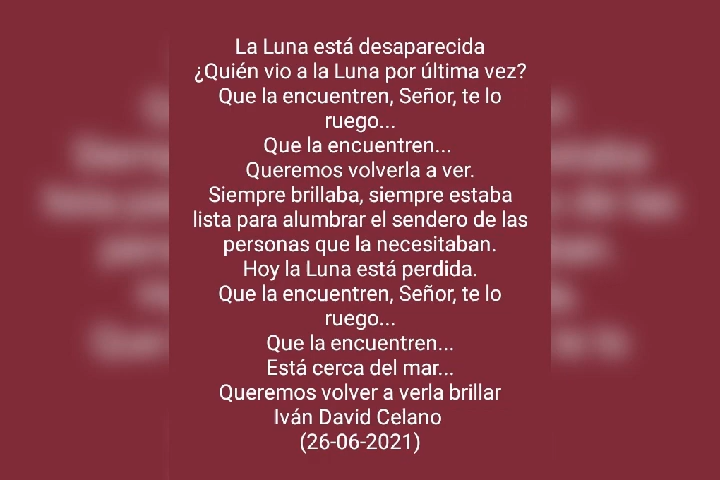 La Luna está desaparecida
¿Quién vio a la Luna por última vez?
Que la encuentren, Señor, te lo
ruego...
Que la encuentren...
Queremos volverla a ver.
Siempre brillaba, siempre estaba
lista para alumbrar el sendero de las
personas que la necesitaban.
Hoy la Luna está perdida.
Que la encuentren, Señor, te lo
ruego...
Que la encuentren...
Está cerca del mar...
Queremos volver a verla brillar
Iván David Celano
(26-06-2021)